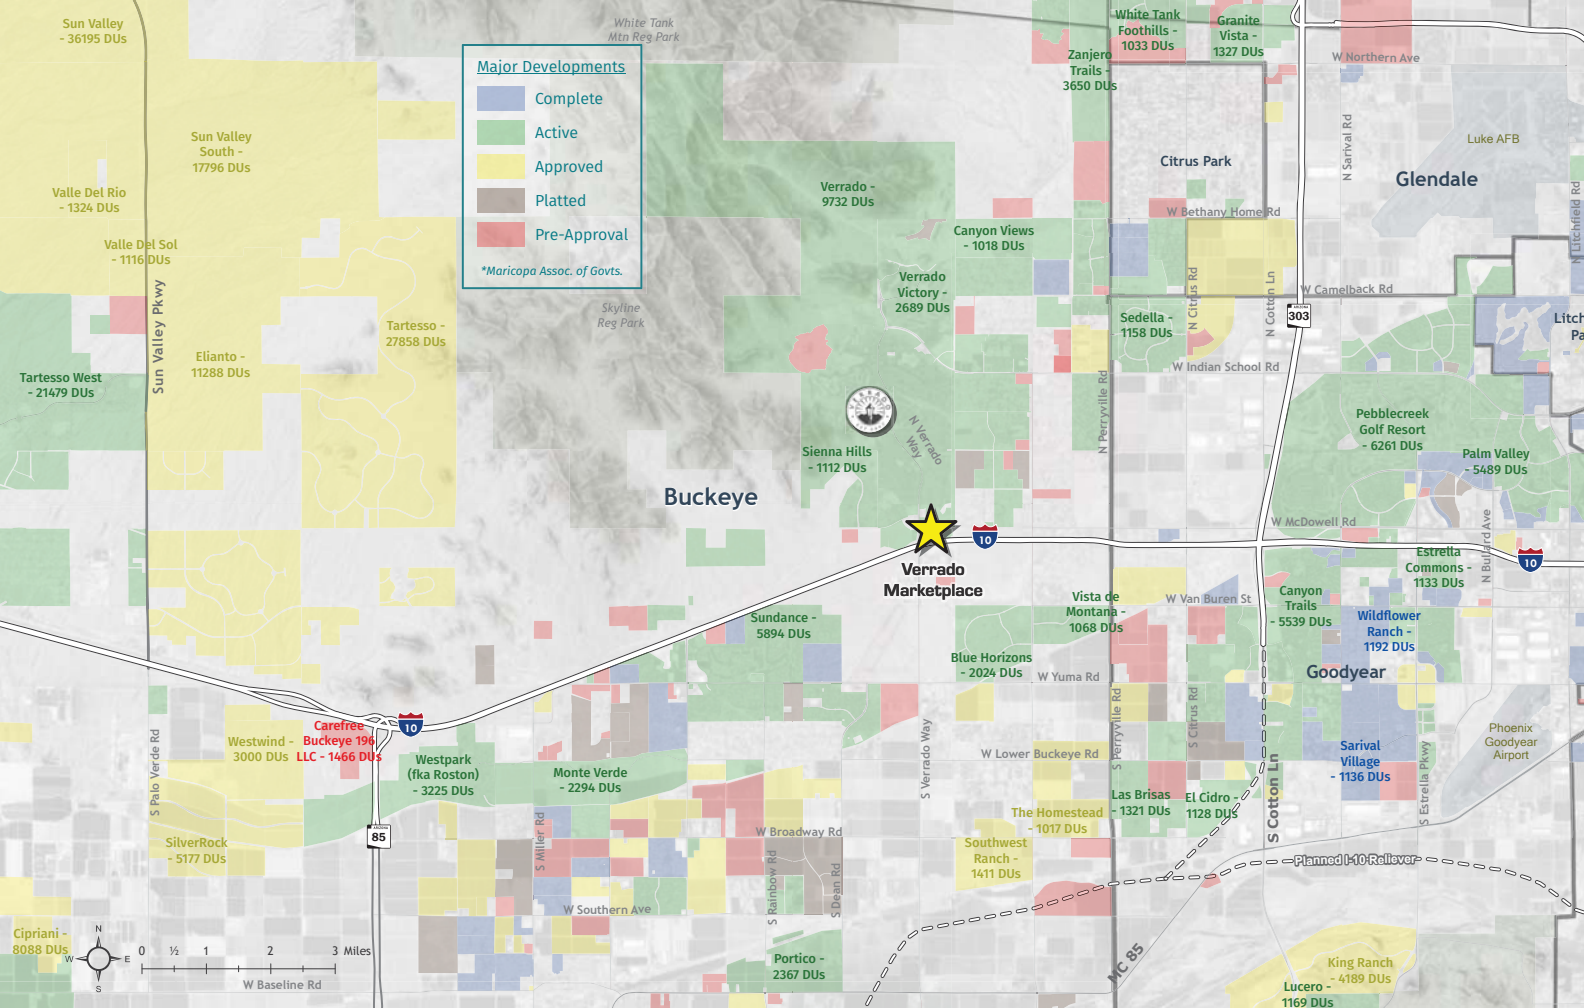 Sun Valley
- 36195 DUs
White Tank
Mtn Reg Park
White Tank
Foothills -
1033 DUs
Granite
Vista -
1327 DUs
Zanjero
Trails -
3650 DUs
W Northern Ave
Major Developments
Complete
Active
Approved
Platted
Pre-Approval
*Maricopa Assoc. of Govts.
Sun Valley
South -
17796 DUs
Valle Del Rio
- 1324 DUs
Valle Del Sol
- 1116 DUs
Sun Valley Pkwy
Verrado -
9732 DUs
Citrus Park
N Sarival Rd
Luke AFB
Glendale
N Litchfield Rd
W Bethany Home Rd
Canyon Views
- 1018 DUs
Verrado
Victory -
2689 DUs
N Citrus Rd
N Cotton Ln
W Camelback Rd
ARIZONA
303
Skyline
Reg Park
Tartesso -
27858 DUs
Sedella -
1158 DUs
Litch
Pa
Elianto -
11288 DUs
W Indian School Rd
Tartesso West
- 21479 DUs
N Perryville Rd
VERRADO
N Verrado
Way
Pebblecreek
Golf Resort
- 6261 DUs
Sienna Hills
- 1112 DUs
Palm Valley
- 5489 DUs
Buckeye
W McDowell Rd
N Bullard Ave
10
10
Verrado
Marketplace
Estrella
Commons -
1133 DUs
Canyon
Trails
- 5539 DUs
Vista de
Montana -
1068 DUs
W Van Buren St
Wildflower
Ranch -
1192 DUs
Sundance -
5894 DUs
Blue Horizons
- 2024 DUs
W Yuma Rd
Goodyear
10
Carefree
Buckeye 196
LLC - 1466 DUs
Westwind -
3000 DUs
S Palo Verde Rd
Westpark
(fka Roston)
- 3225 DUs
Monte Verde
- 2294 DUs
S Verrado Way
W Lower Buckeye Rd
S Perryville Rd
S Citrus Rd
S Cotton Ln
Sarival
Village
- 1136 DUs
S Estrella Pkwy
Phoenix
Goodyear
Airport
Las Brisas
- 1321 DUs
El Cidro -
1128 DUs
The Homestead
- 1017 DUs
ARIZONA
85
SilverRock
- 5177 DUs
S Miller Rd
W Broadway Rd
Southwest
Ranch -
1411 DUs
Planned I-10 Reliever
S Rainbow Rd
S Dean Rd
W Southern Ave
Cipriani -
8088 DUs
N
W
E
S
0 ½ 1 2 3 Miles
W Baseline Rd
Portico -
2367 DUs
MC 85
King Ranch
- 4189 DUs
Lucero -
1169 DUs